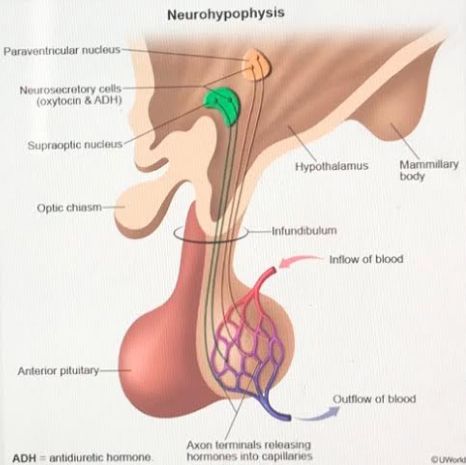 Neurohypophysis
Paraventricular nucleus
Neurosecretory cells
(oxytocin & ADH)
Supraoptic nucleus
Hypothalamus
Mammillary
body
Optic chiasm
Infundibulum
Inflow of blood
Anterior pituitary
Outflow of blood
Axon terminals releasing
hormones into capillaries
ADH = antidiuretic hormone.
©UWorld